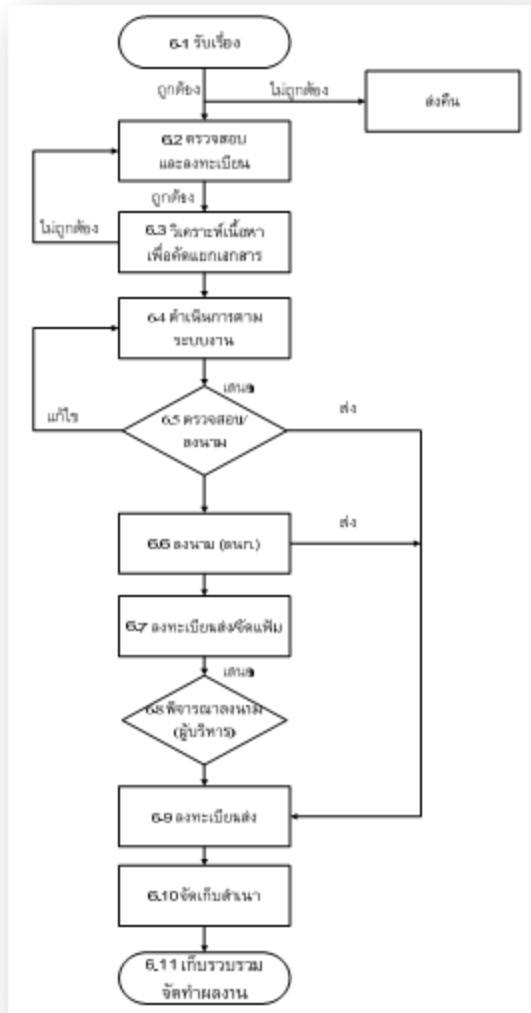 6.1 รับเรื่อง
ถูกต้อง
ไม่ถูกต้อง
ส่งคืน
6.2 ตรวจสอบ
และลงทะเบียน
ถูกต้อง
ไม่ถูกต้อง
6.3 วิเคราะห์เนื้อหา
เพื่อคัดแยกเอกสาร
6.4 ดำเนินการตาม
ระบบงาน
เสนอ
แก้ไข
6.5 ตรวจสอบ/
ลงนาม
ส่ง
6.6 ลงนาม (ลนก.)
ส่ง
6.7 ลงทะเบียนส่ง/จัดแฟ้ม
เสนอ
6.8 พิจารณาลงนาม
(ผู้บริหาร)
6.9 ลงทะเบียนส่ง
6.10 จัดเก็บสำเนา
6.11 เก็บรวบรวม
จัดทำผลงาน